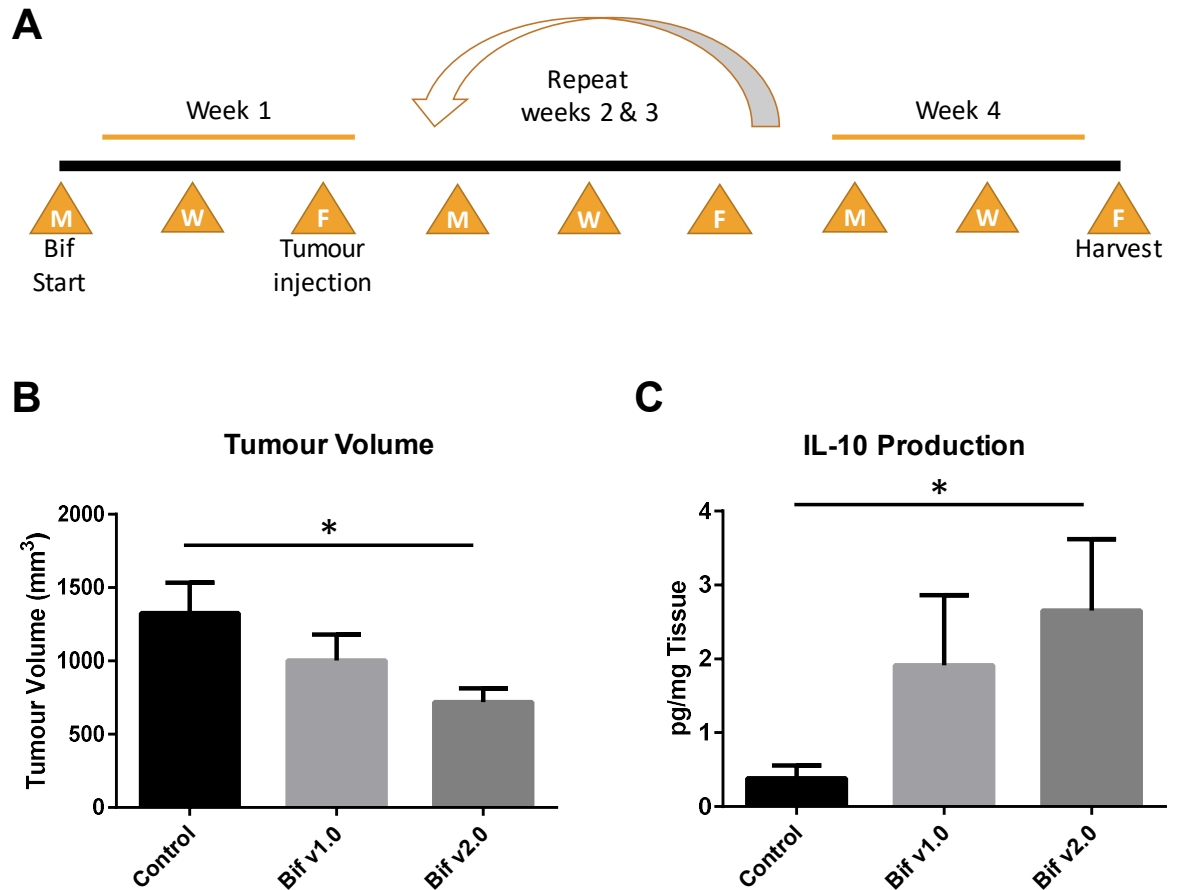 A
Week 1
Repeat
weeks 2 & 3
Week 4
M
W
F
M
W
F
M
W
F
Bif
Start
Tumour
injection
Harvest
B
Tumour Volume
Tumour Volume (mm³)
2000
1500
1000
500
0
*
Control
Bif v1.0
Bif v2.0
C
IL-10 Production
pg/mg Tissue
4
3
2
1
0
*
Control
Bif v1.0
Bif v2.0